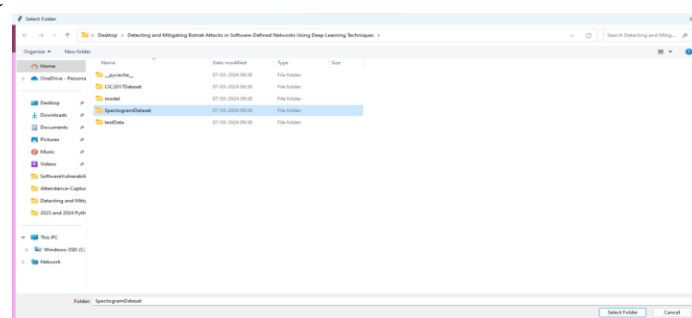 Select Folder
Desktop > Detecting and Mitigating Botnet Attacks in Software-Defined Networks Using Deep Learning Techniques >
Search Detecting and Mitig...
Organize New folder
Name Date modified Type Size
Home
OneDrive - Persona
Desktop
Downloads
Documents
Pictures
Music
Videos
SoftwareVulnerabili
Attendance-Captur
Detecting and Mitig
2023 and 2024 Pyth
This PC
Windows-SSD (C:
Network
__pycache__ 07-03-2024 09:38 File folder
CIC2017Dataset 07-03-2024 09:38 File folder
model 07-03-2024 09:38 File folder
SpectogramDataset 07-03-2024 09:38 File folder
testData 07-03-2024 09:38 File folder
Folder: SpectogramDataset
Select Folder Cancel